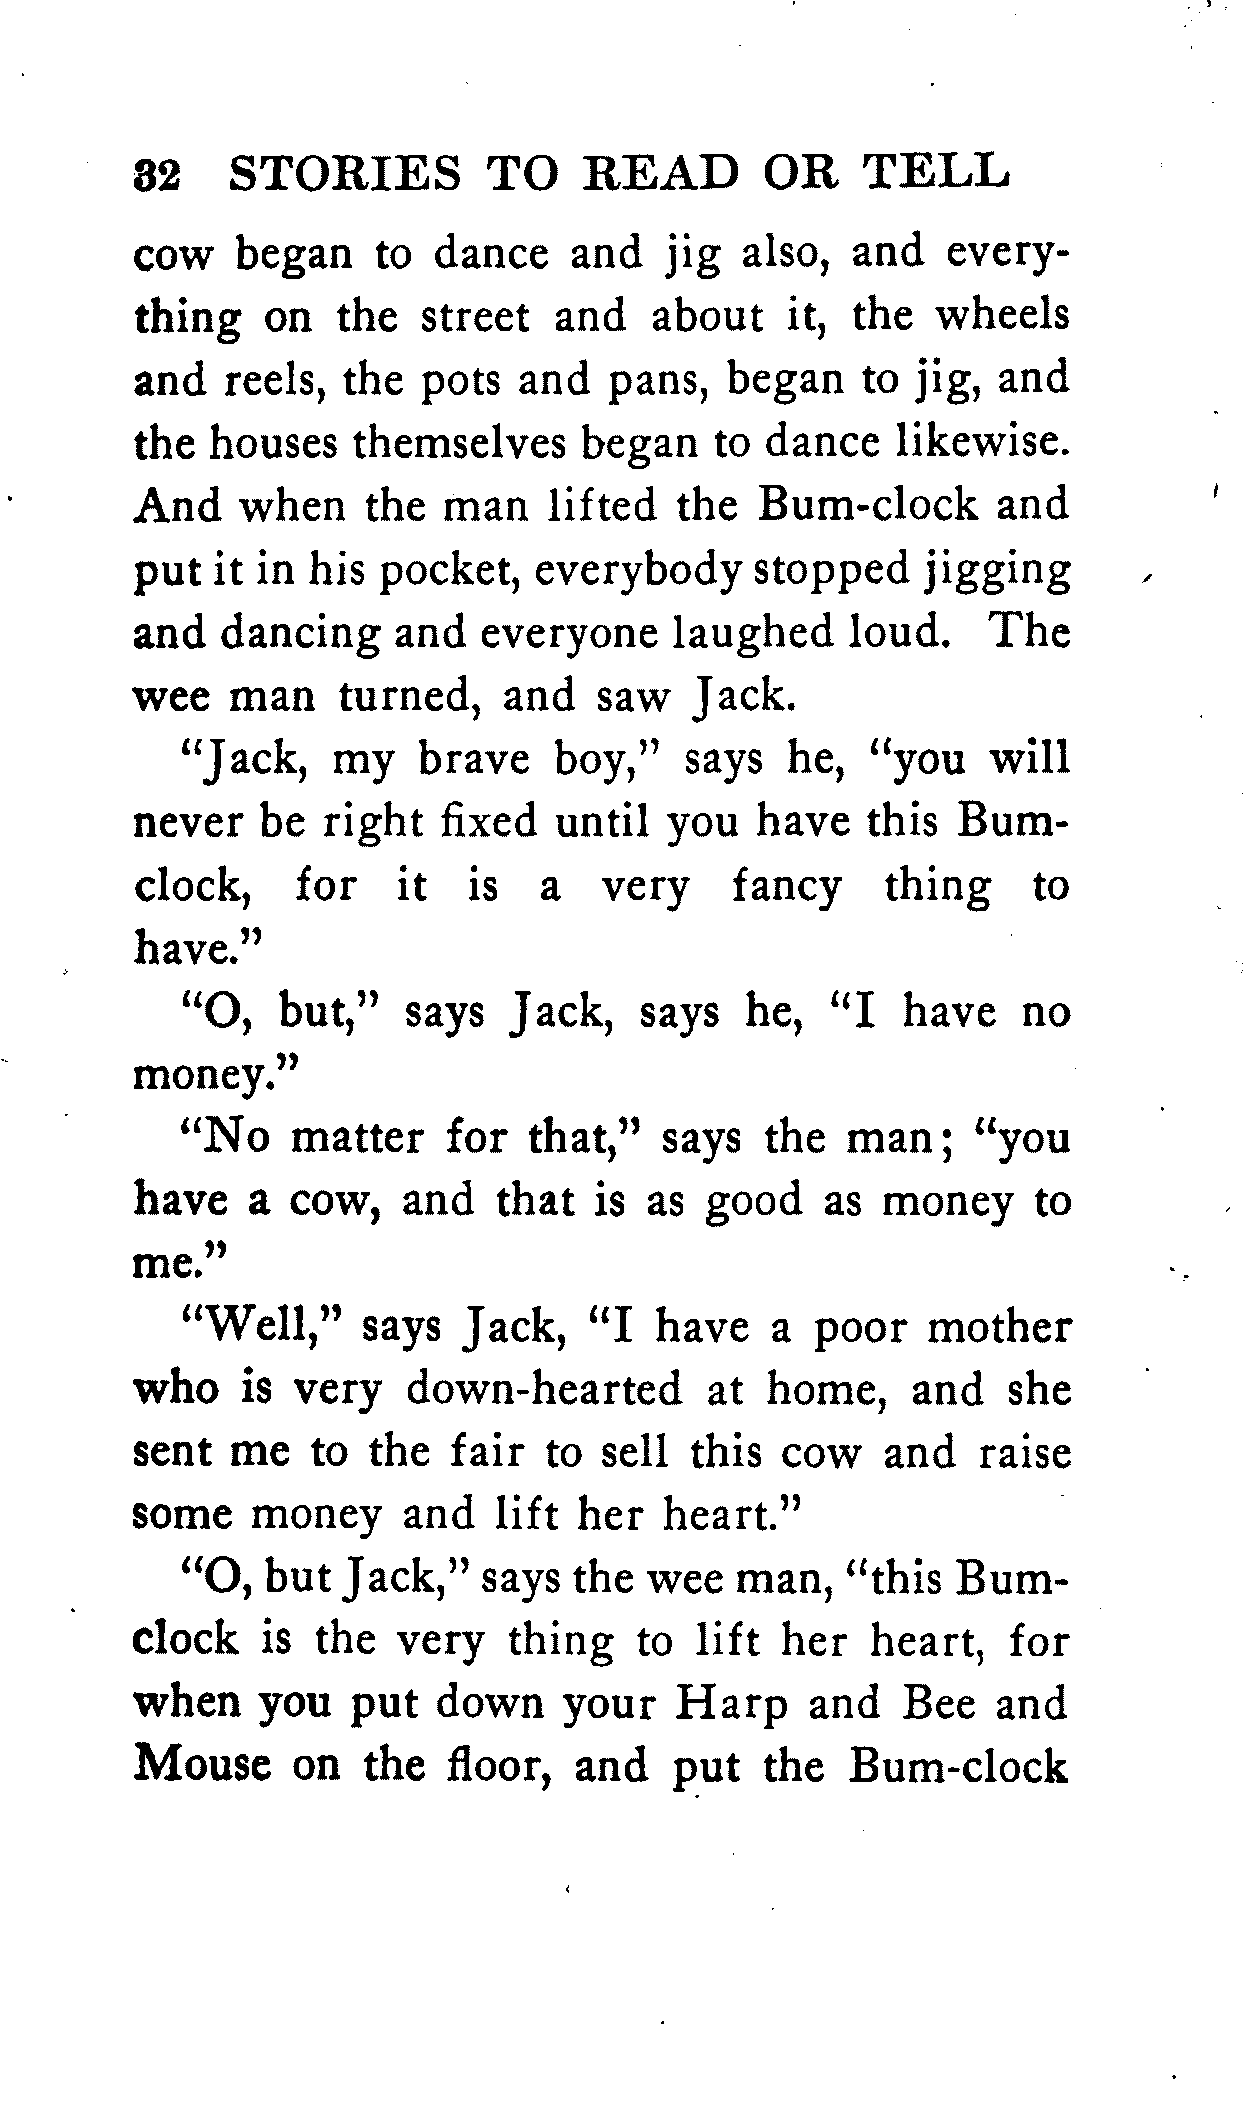 32 STORIES TO READ OR TELL
cow began to dance and jig also, and every-
thing on the street and about it, the wheels
and reels, the pots and pans, began to jig, and
the houses themselves began to dance likewise.
And when the man lifted the Bum-clock and
put it in his pocket, everybody stopped jigging
and dancing and everyone laughed loud. The
wee man turned, and saw Jack.
"Jack, my brave boy," says he, "you will
never be right fixed until you have this Bum-
clock, for it is a very fancy thing to
have."
"O, but," says Jack, says he, "I have no
money."
"No matter for that," says the man; "you
have a cow, and that is as good as money to
me."
"Well," says Jack, "I have a poor mother
who is very down-hearted at home, and she
sent me to the fair to sell this cow and raise
some money and lift her heart."
"O, but Jack," says the wee man, "this Bum-
clock is the very thing to lift her heart, for
when you put down your Harp and Bee and
Mouse on the floor, and put the Bum-clock